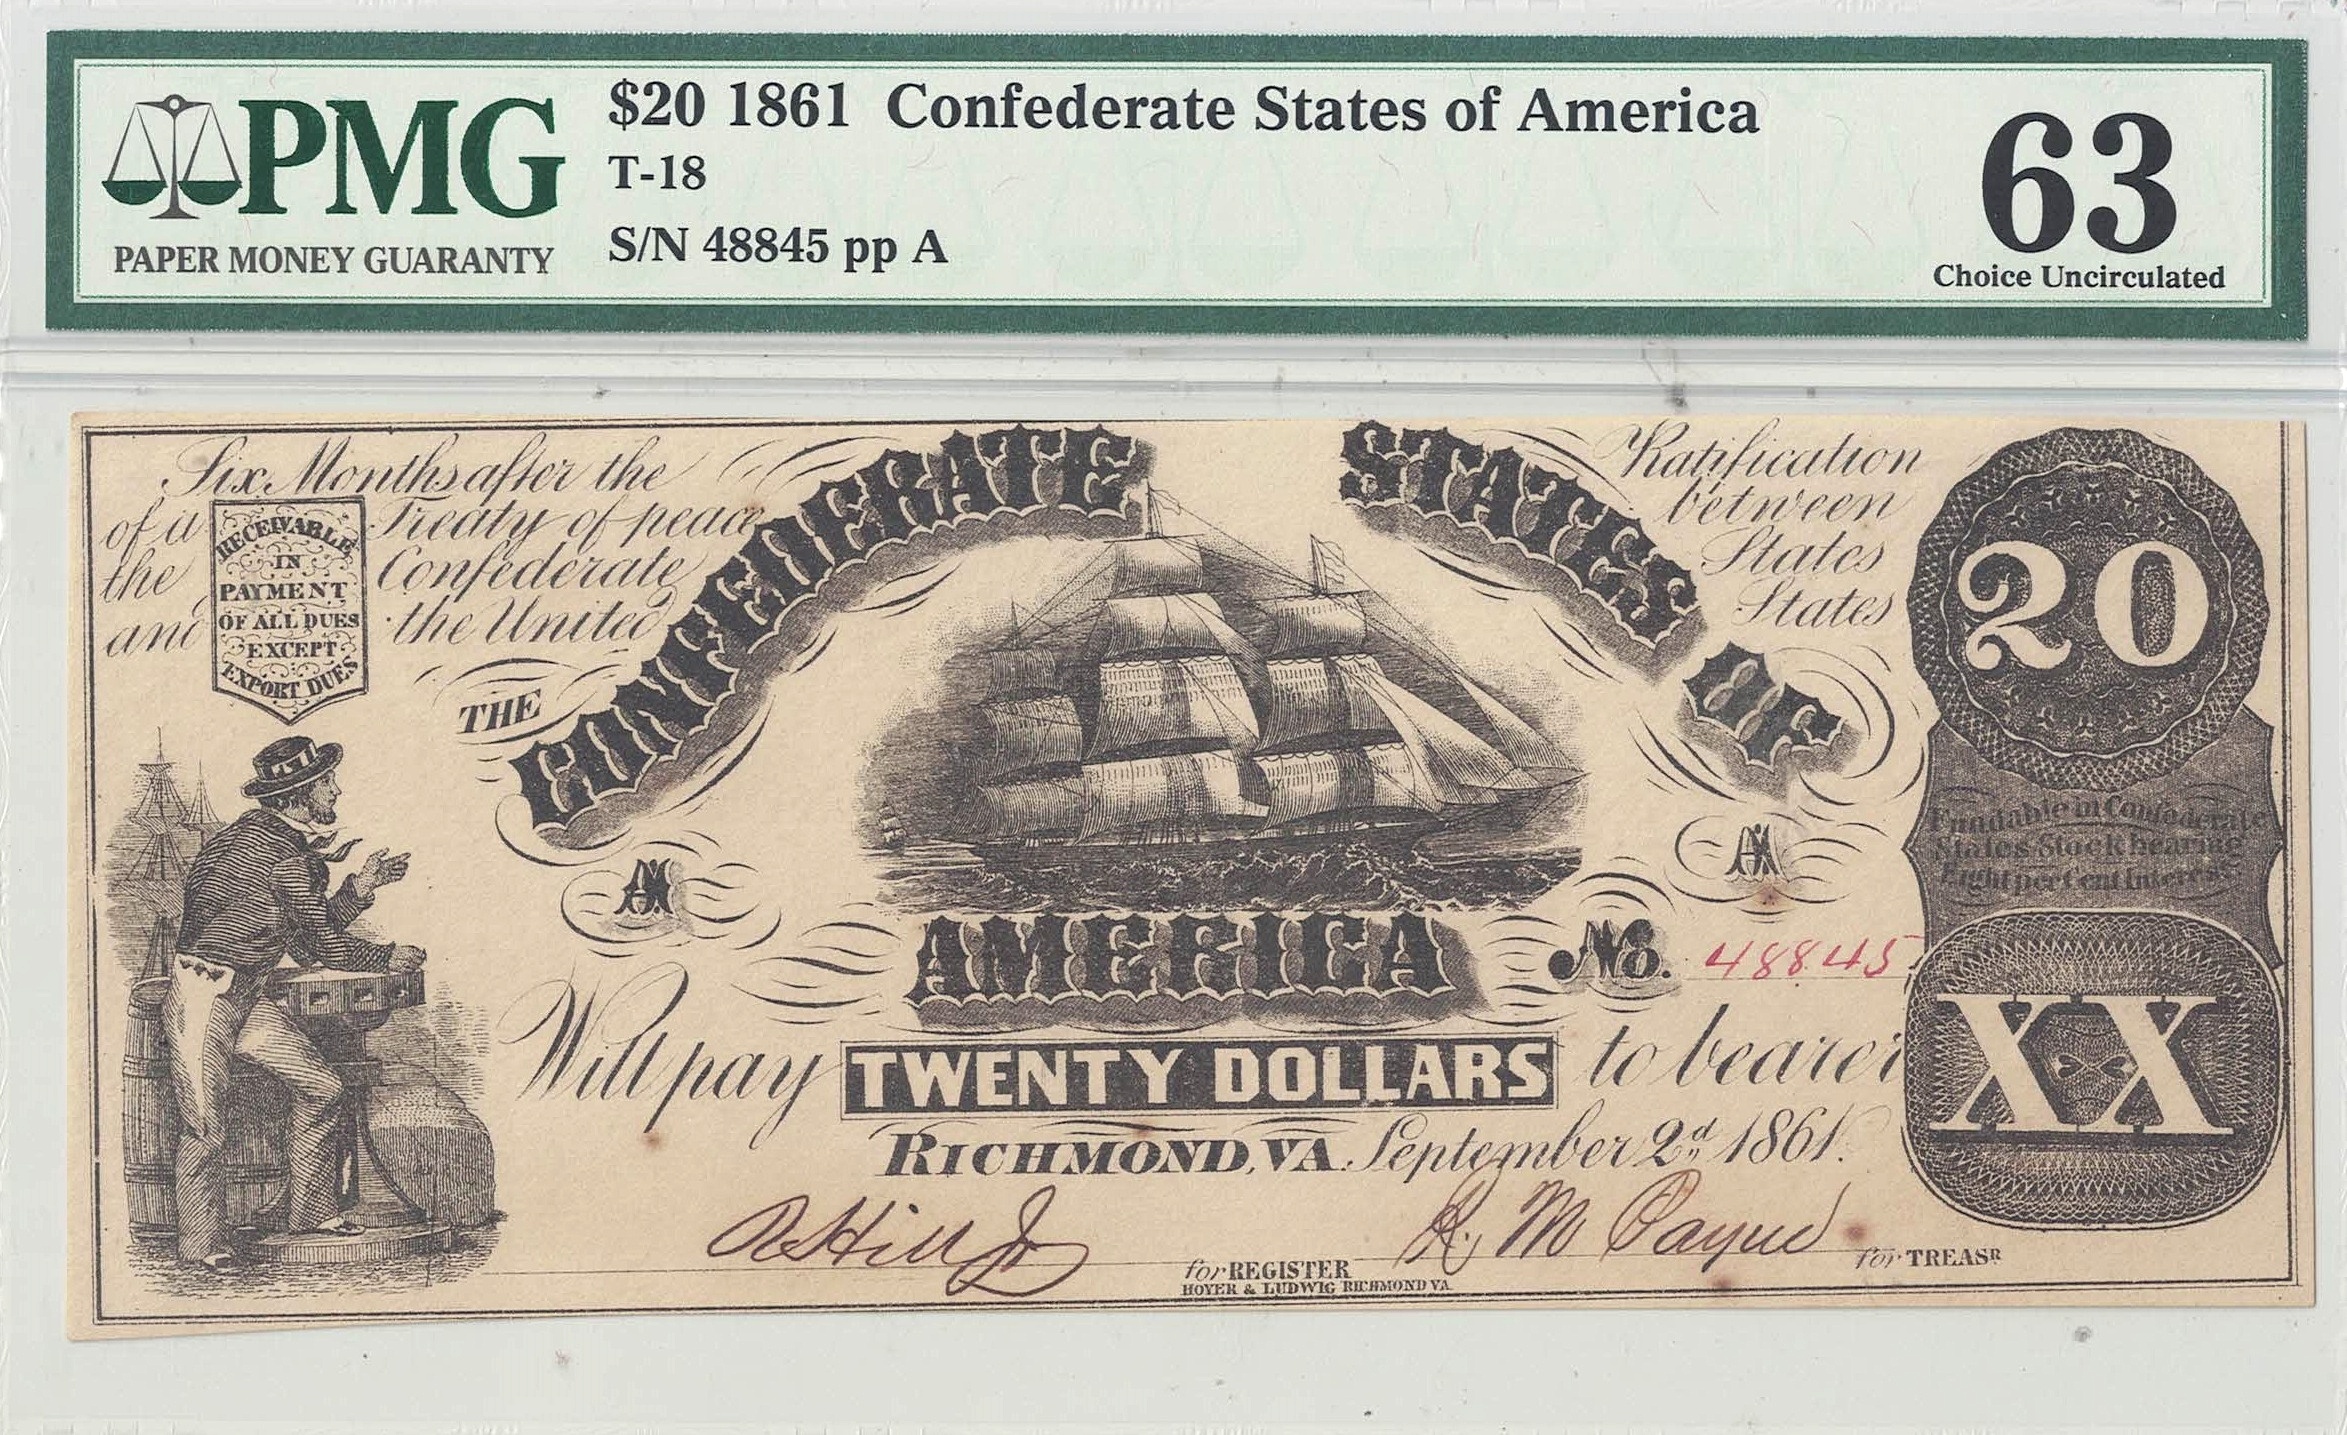 PMG
PAPER MONEY GUARANTY
$20 1861 Confederate States of America
T-18
S/N 48845 pp A
63
Choice Uncirculated
Six Months after the Ratification
of a Treaty of peace between
the Confederate States
and the United States
RECEIVABLE
IN
PAYMENT
OF ALL DUES
EXCEPT
EXPORT DUES
THE
CONFEDERATE STATES
OF
AMERICA
A
A
20
Fundable in Confederate
States Stock bearing
Eight per Cent Interest
No. 48845
Will pay TWENTY DOLLARS to bearer
XX
RICHMOND, VA. September 2d 1861.
R Hill Jr
for REGISTER
R. M Payne
for TREASR
HOYER & LUDWIG RICHMOND VA